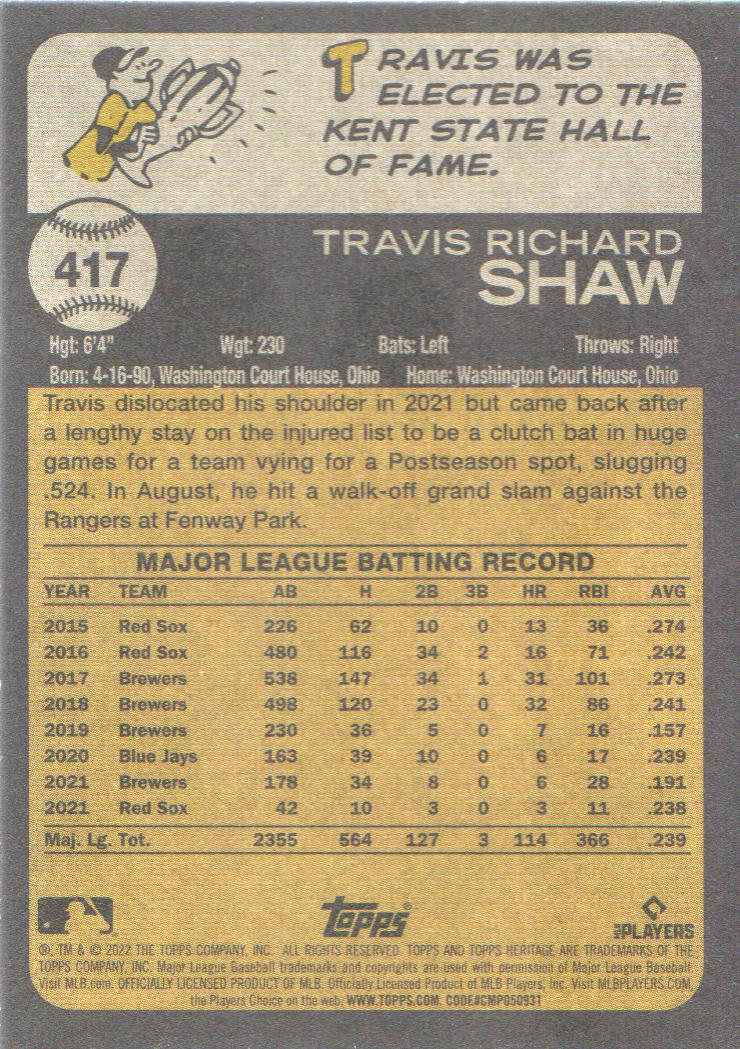 TRAVIS WAS
ELECTED TO THE
KENT STATE HALL
OF FAME.
417
TRAVIS RICHARD
SHAW
Hgt: 6'4" Wgt: 230 Bats: Left Throws: Right
Born: 4-16-90, Washington Court House, Ohio Home: Washington Court House, Ohio
Travis dislocated his shoulder in 2021 but came back after
a lengthy stay on the injured list to be a clutch bat in huge
games for a team vying for a Postseason spot, slugging
.524. In August, he hit a walk-off grand slam against the
Rangers at Fenway Park.
MAJOR LEAGUE BATTING RECORD
YEAR TEAM AB H 2B 3B HR RBI AVG
2015 Red Sox 226 62 10 0 13 36 .274
2016 Red Sox 480 116 34 2 16 71 .242
2017 Brewers 538 147 34 1 31 101 .273
2018 Brewers 498 120 23 0 32 86 .241
2019 Brewers 230 36 5 0 7 16 .157
2020 Blue Jays 163 39 10 0 6 17 .239
2021 Brewers 178 34 8 0 6 28 .191
2021 Red Sox 42 10 3 0 3 11 .238
Maj. Lg. Tot. 2355 564 127 3 114 366 .239
topps®
MLB PLAYERS
®, TM & © 2022 THE TOPPS COMPANY, INC. ALL RIGHTS RESERVED. TOPPS AND TOPPS HERITAGE ARE TRADEMARKS OF THE
TOPPS COMPANY, INC. Major League Baseball trademarks and copyrights are used with permission of Major League Baseball.
Visit MLB.com. OFFICIALLY LICENSED PRODUCT OF MLB. Officially Licensed Product of MLB Players, Inc. Visit MLBPLAYERS.COM,
the Players Choice on the web. WWW.TOPPS.COM. CODE#CMP050931